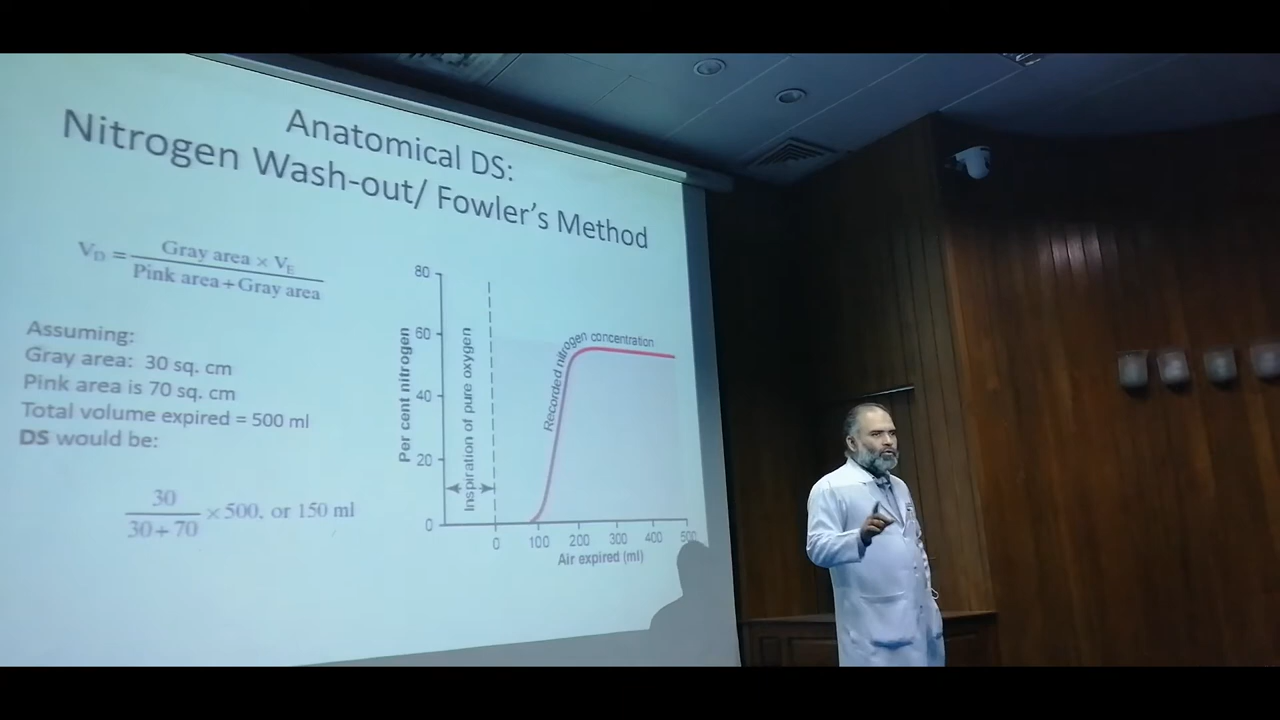 Anatomical DS:
Nitrogen Wash-out/ Fowler's Method
V_D = Gray area × V_E
Pink area + Gray area
Assuming:
Gray area: 30 sq. cm
Pink area is 70 sq. cm
Total volume expired = 500 ml
DS would be:
30
30 + 70
× 500, or 150 ml
80
60
40
20
0
Per cent nitrogen
Inspiration of pure oxygen
Recorded nitrogen concentration
0 100 200 300 400 500
Air expired (ml)